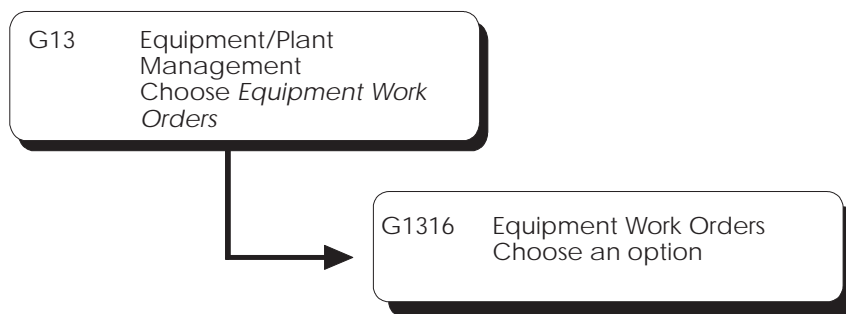 G13 Equipment/Plant
Management
Choose Equipment Work
Orders
G1316 Equipment Work Orders
Choose an option